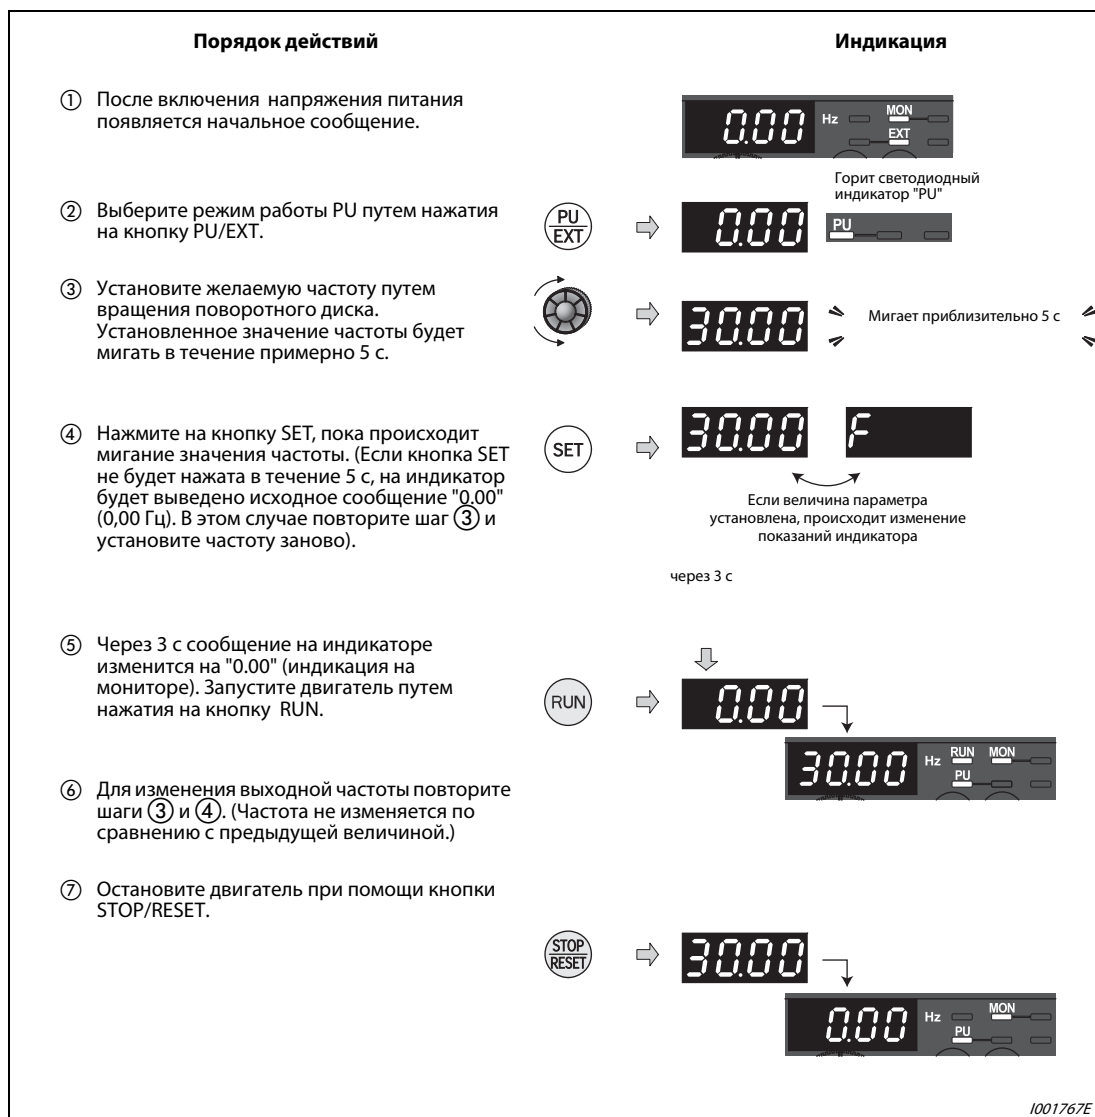 Порядок действий
Индикация
① После включения напряжения питания
появляется начальное сообщение.
0.00 Hz MON
EXT
Горит светодиодный
индикатор "PU"
② Выберите режим работы PU путем нажатия
на кнопку PU/EXT.
PU
EXT
0.00
PU
③ Установите желаемую частоту путем
вращения поворотного диска.
Установленное значение частоты будет
мигать в течение примерно 5 с.
30.00
Мигает приблизительно 5 с
④ Нажмите на кнопку SET, пока происходит
мигание значения частоты. (Если кнопка SET
не будет нажата в течение 5 с, на индикатор
будет выведено исходное сообщение "0.00"
(0,00 Гц). В этом случае повторите шаг ③ и
установите частоту заново).
SET
30.00 F
Если величина параметра
установлена, происходит изменение
показаний индикатора
через 3 с
⑤ Через 3 с сообщение на индикаторе
изменится на "0.00" (индикация на
мониторе). Запустите двигатель путем
нажатия на кнопку RUN.
RUN
0.00
30.00 Hz RUN MON
PU
⑥ Для изменения выходной частоты повторите
шаги ③ и ④. (Частота не изменяется по
сравнению с предыдущей величиной.)
⑦ Остановите двигатель при помощи кнопки
STOP/RESET.
STOP
RESET
30.00
0.00 Hz MON
PU
I001767E